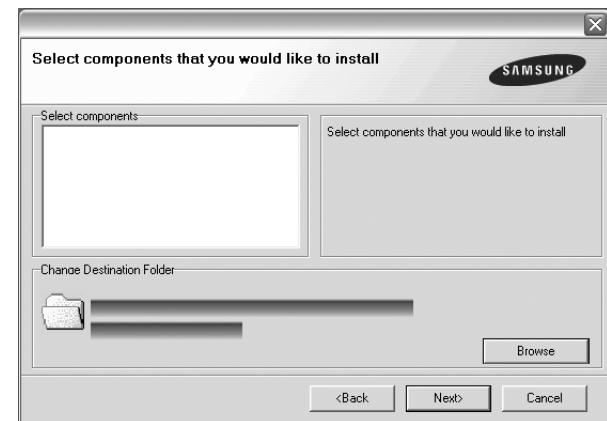 Select components that you would like to install
SAMSUNG
Select components
Select components that you would like to install
Change Destination Folder
Browse
<Back
Next>
Cancel